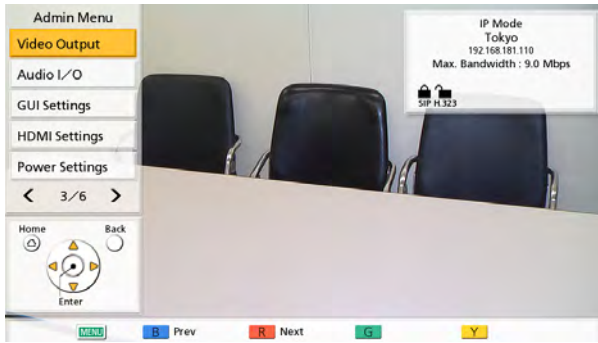 Admin Menu
Video Output
Audio I／O
GUI Settings
HDMI Settings
Power Settings
3／6
Home
Back
Enter
IP Mode
Tokyo
192.168.181.110
Max. Bandwidth : 9.0 Mbps
SIP H.323
MENU B Prev R Next G Y